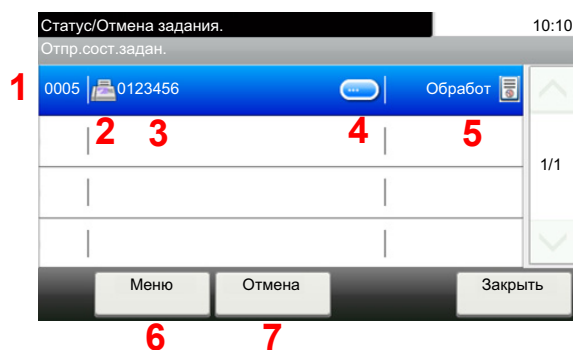 Статус/Отмена задания. 10:10
Отпр.сост.задан.
1 0005 0123456 Обработ
2 3 4 5
1/1
Меню Отмена Закрыть
6 7